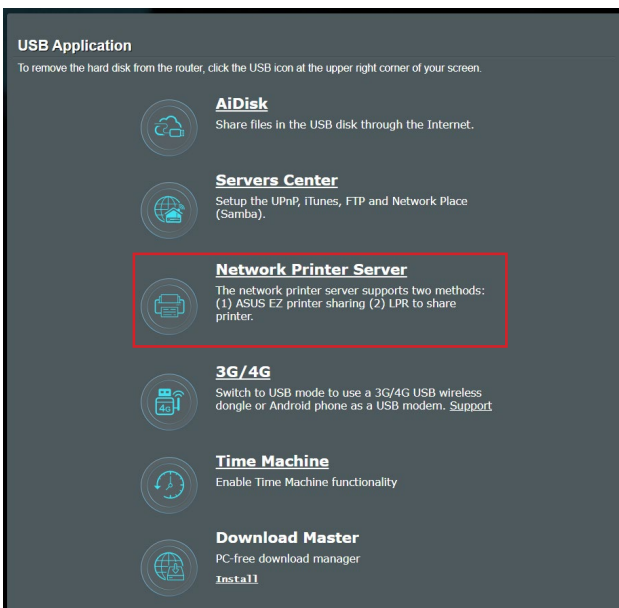 USB Application
To remove the hard disk from the router, click the USB icon at the upper right corner of your screen.
AiDisk
Share files in the USB disk through the Internet.
Servers Center
Setup the UPnP, iTunes, FTP and Network Place
(Samba).
Network Printer Server
The network printer server supports two methods:
(1) ASUS EZ printer sharing (2) LPR to share
printer.
3G/4G
4G
Switch to USB mode to use a 3G/4G USB wireless
dongle or Android phone as a USB modem. Support
Time Machine
Enable Time Machine functionality
Download Master
PC-free download manager
Install